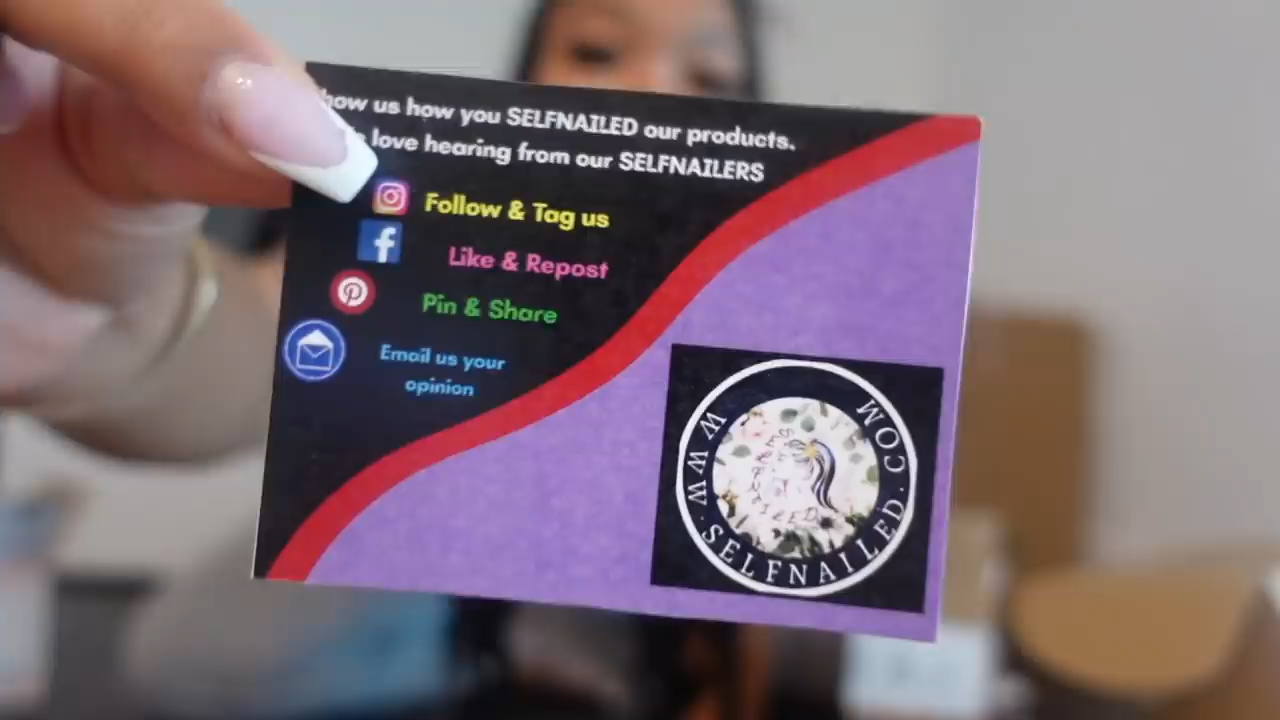 how us how you SELFNAILED our products.
love hearing from our SELFNAILERS
Follow & Tag us
Like & Repost
Pin & Share
Email us your
opinion
WWW.SELFNAILED.COM